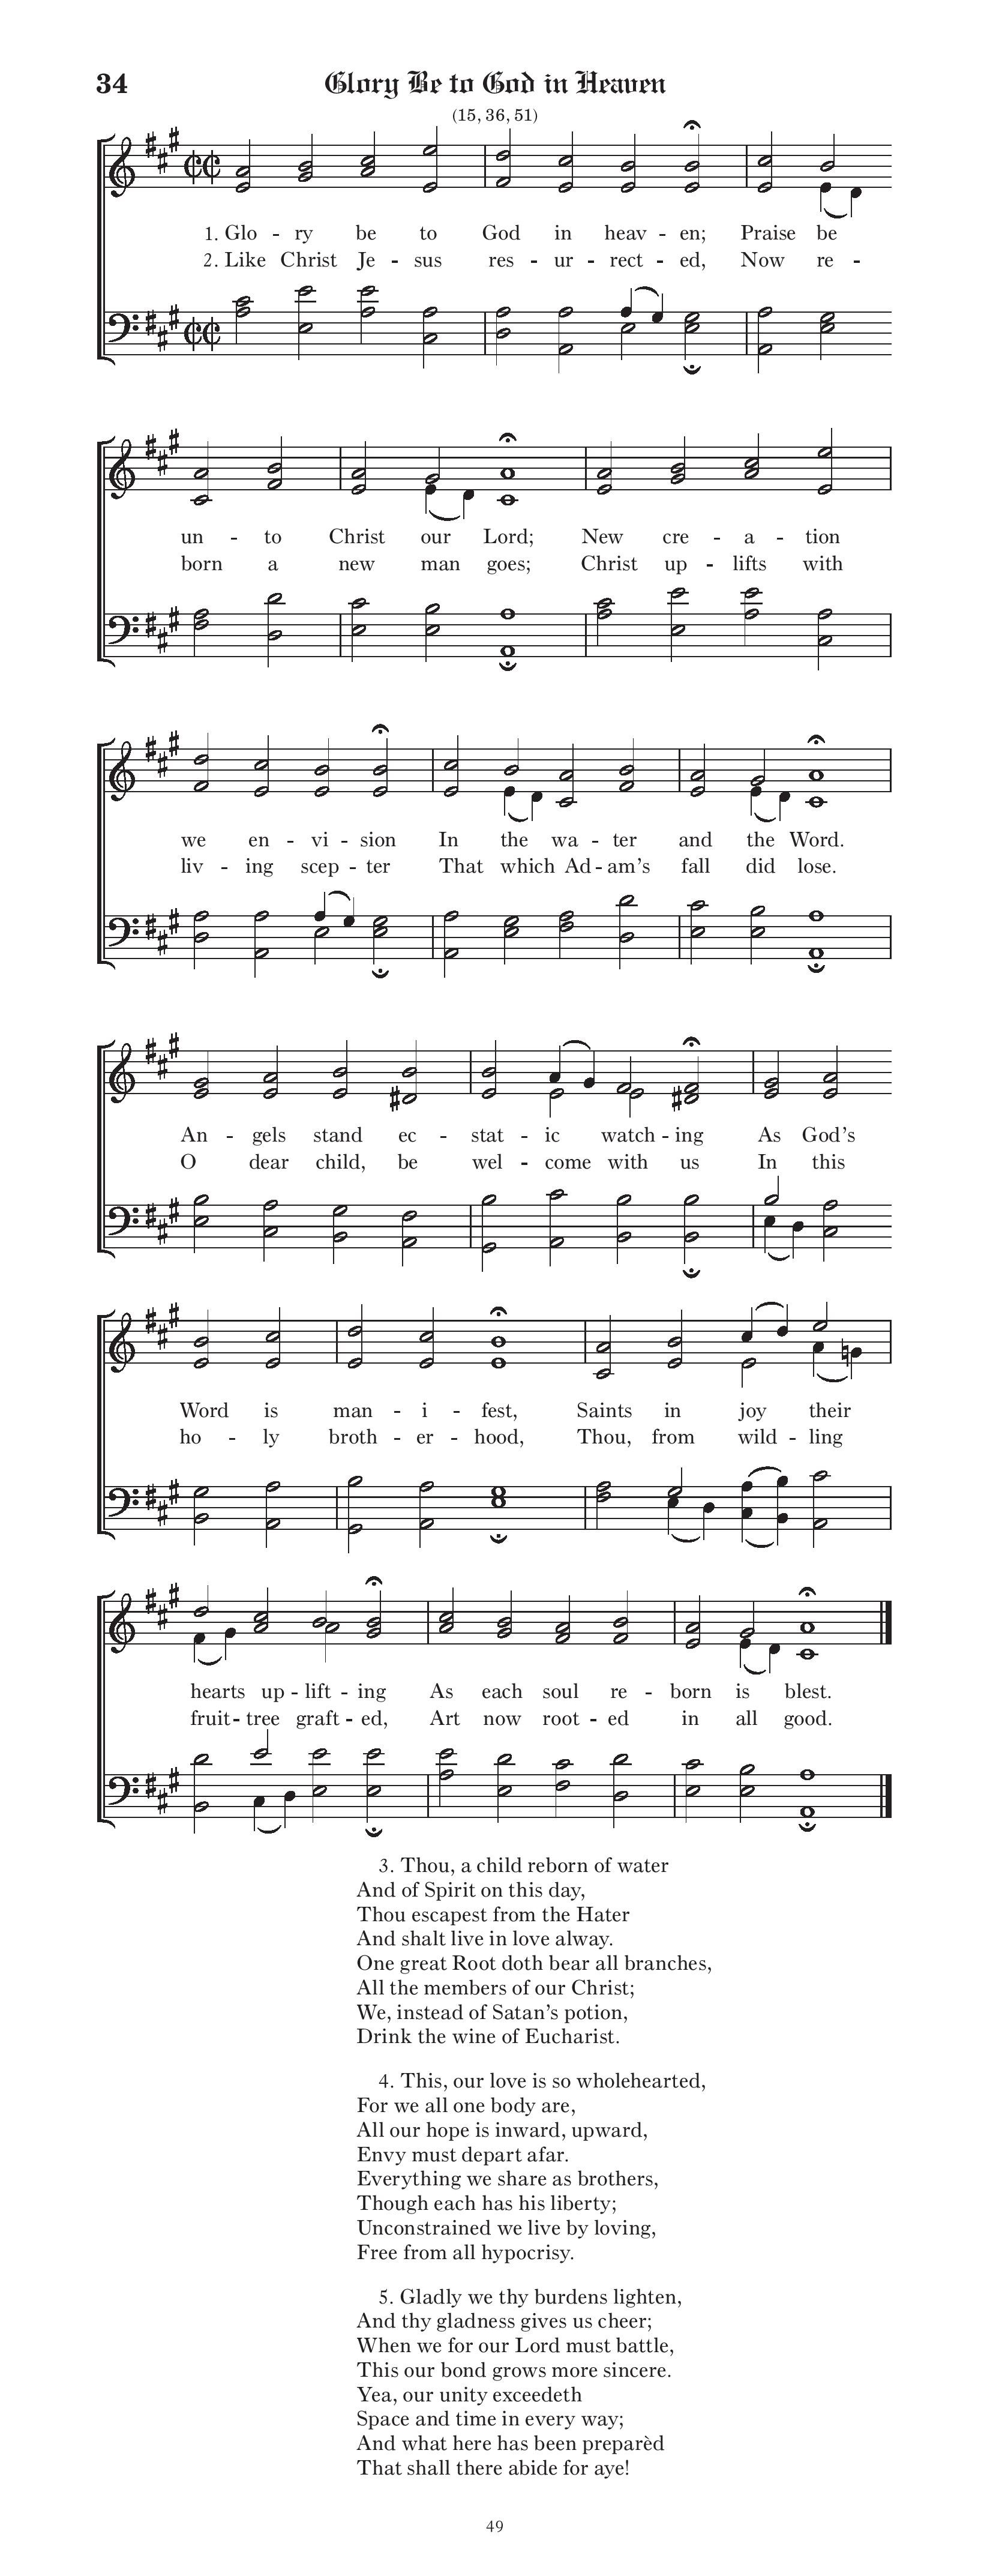 34
Glory Be to God in Heaven
(15, 36, 51)
1. Glo - ry be to God in heav - en; Praise be
2. Like Christ Je - sus res - ur - rect - ed, Now re -
un - to Christ our Lord; New cre - a - tion
born a new man goes; Christ up - lifts with
we en - vi - sion In the wa - ter and the Word.
liv - ing scep - ter That which Ad - am’s fall did lose.
An - gels stand ec - stat - ic watch - ing As God’s
O dear child, be wel - come with us In this
Word is man - i - fest, Saints in joy their
ho - ly broth - er - hood, Thou, from wild - ling
hearts up - lift - ing As each soul re - born is blest.
fruit - tree graft - ed, Art now root - ed in all good.
3. Thou, a child reborn of water
And of Spirit on this day,
Thou escapest from the Hater
And shalt live in love alway.
One great Root doth bear all branches,
All the members of our Christ;
We, instead of Satan’s potion,
Drink the wine of Eucharist.
4. This, our love is so wholehearted,
For we all one body are,
All our hope is inward, upward,
Envy must depart afar.
Everything we share as brothers,
Though each has his liberty;
Unconstrained we live by loving,
Free from all hypocrisy.
5. Gladly we thy burdens lighten,
And thy gladness gives us cheer;
When we for our Lord must battle,
This our bond grows more sincere.
Yea, our unity exceedeth
Space and time in every way;
And what here has been preparèd
That shall there abide for aye!
49